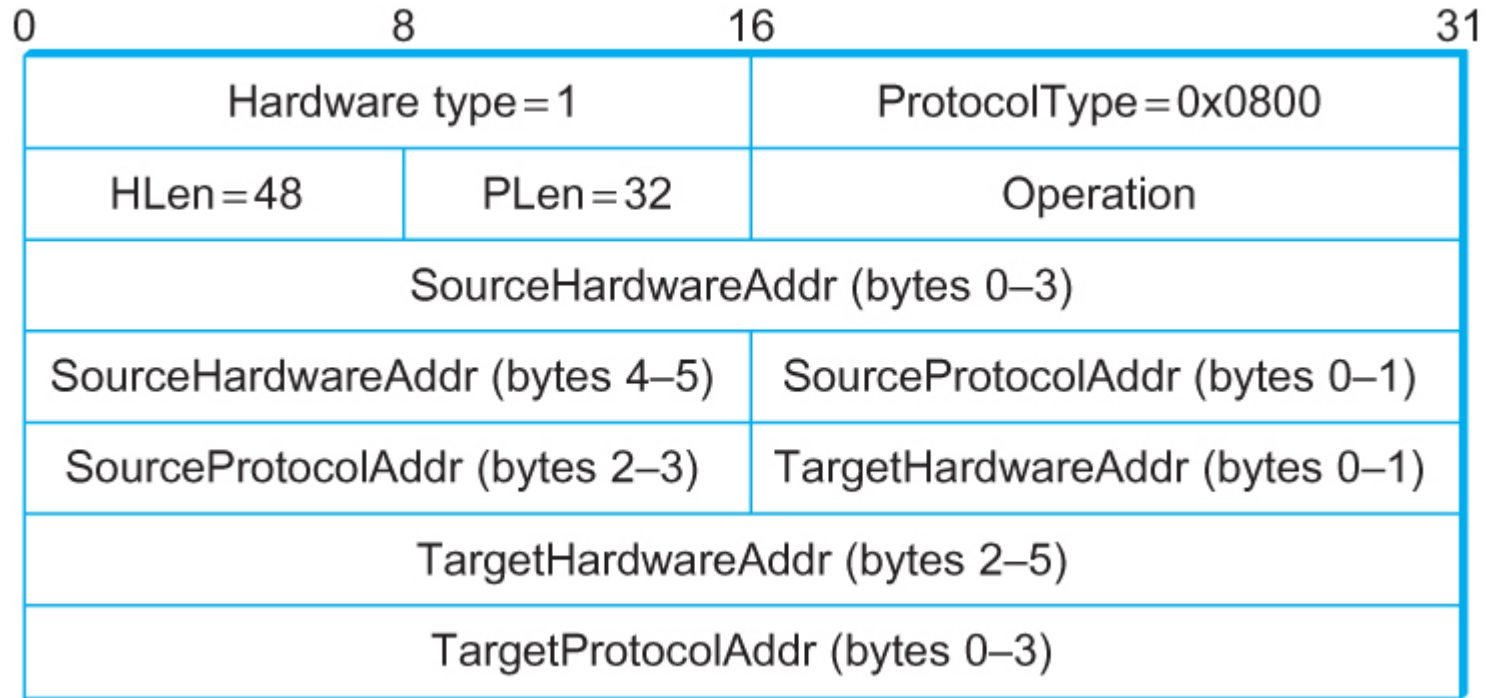 0 8 16 31
Hardware type=1 ProtocolType=0x0800
HLen=48 PLen=32 Operation
SourceHardwareAddr (bytes 0–3)
SourceHardwareAddr (bytes 4–5) SourceProtocolAddr (bytes 0–1)
SourceProtocolAddr (bytes 2–3) TargetHardwareAddr (bytes 0–1)
TargetHardwareAddr (bytes 2–5)
TargetProtocolAddr (bytes 0–3)